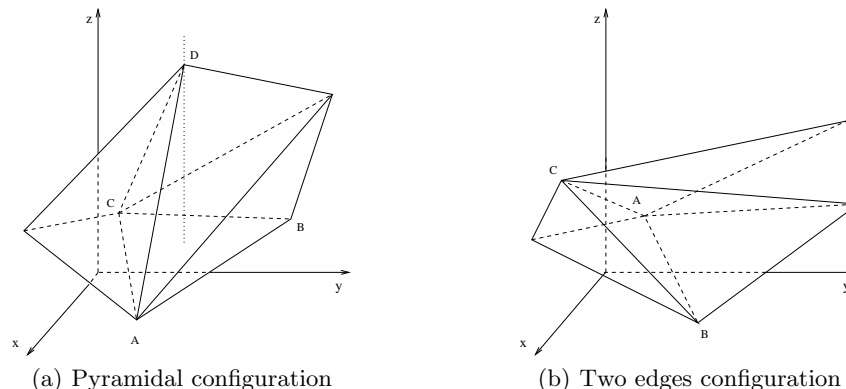 z
D
C
B
y
x
A
(a) Pyramidal configuration
z
C
A
y
x
B
(b) Two edges configuration